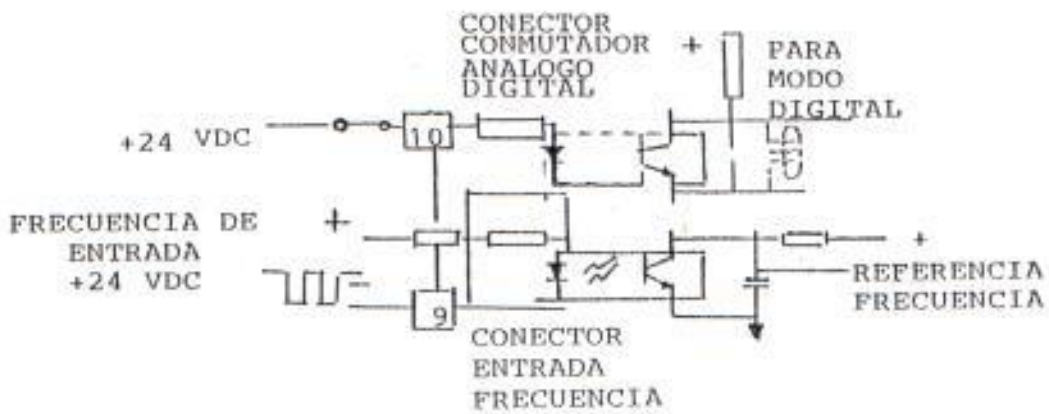 CONECTOR
CONMUTADOR
ANALOGO
DIGITAL
+
PARA
MODO
DIGITAL
+24 VDC
10
FRECUENCIA DE
ENTRADA
+24 VDC
+
9
+
REFERENCIA
FRECUENCIA
CONECTOR
ENTRADA
FRECUENCIA